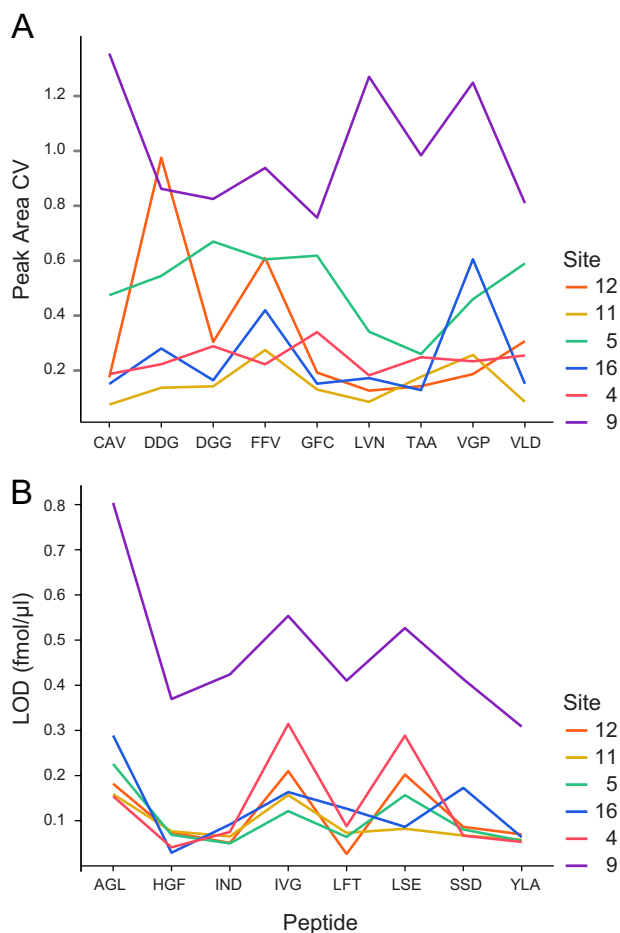 A
Peak Area CV
1.2
1.0
0.8
0.6
0.4
0.2
CAV DDG DGG FFV GFC LVN TAA VGP VLD
Site
12
11
5
16
4
9
B
LOD (fmol/µl)
0.8
0.7
0.6
0.5
0.4
0.3
0.2
0.1
AGL HGF IND IVG LFT LSE SSD YLA
Peptide
Site
12
11
5
16
4
9